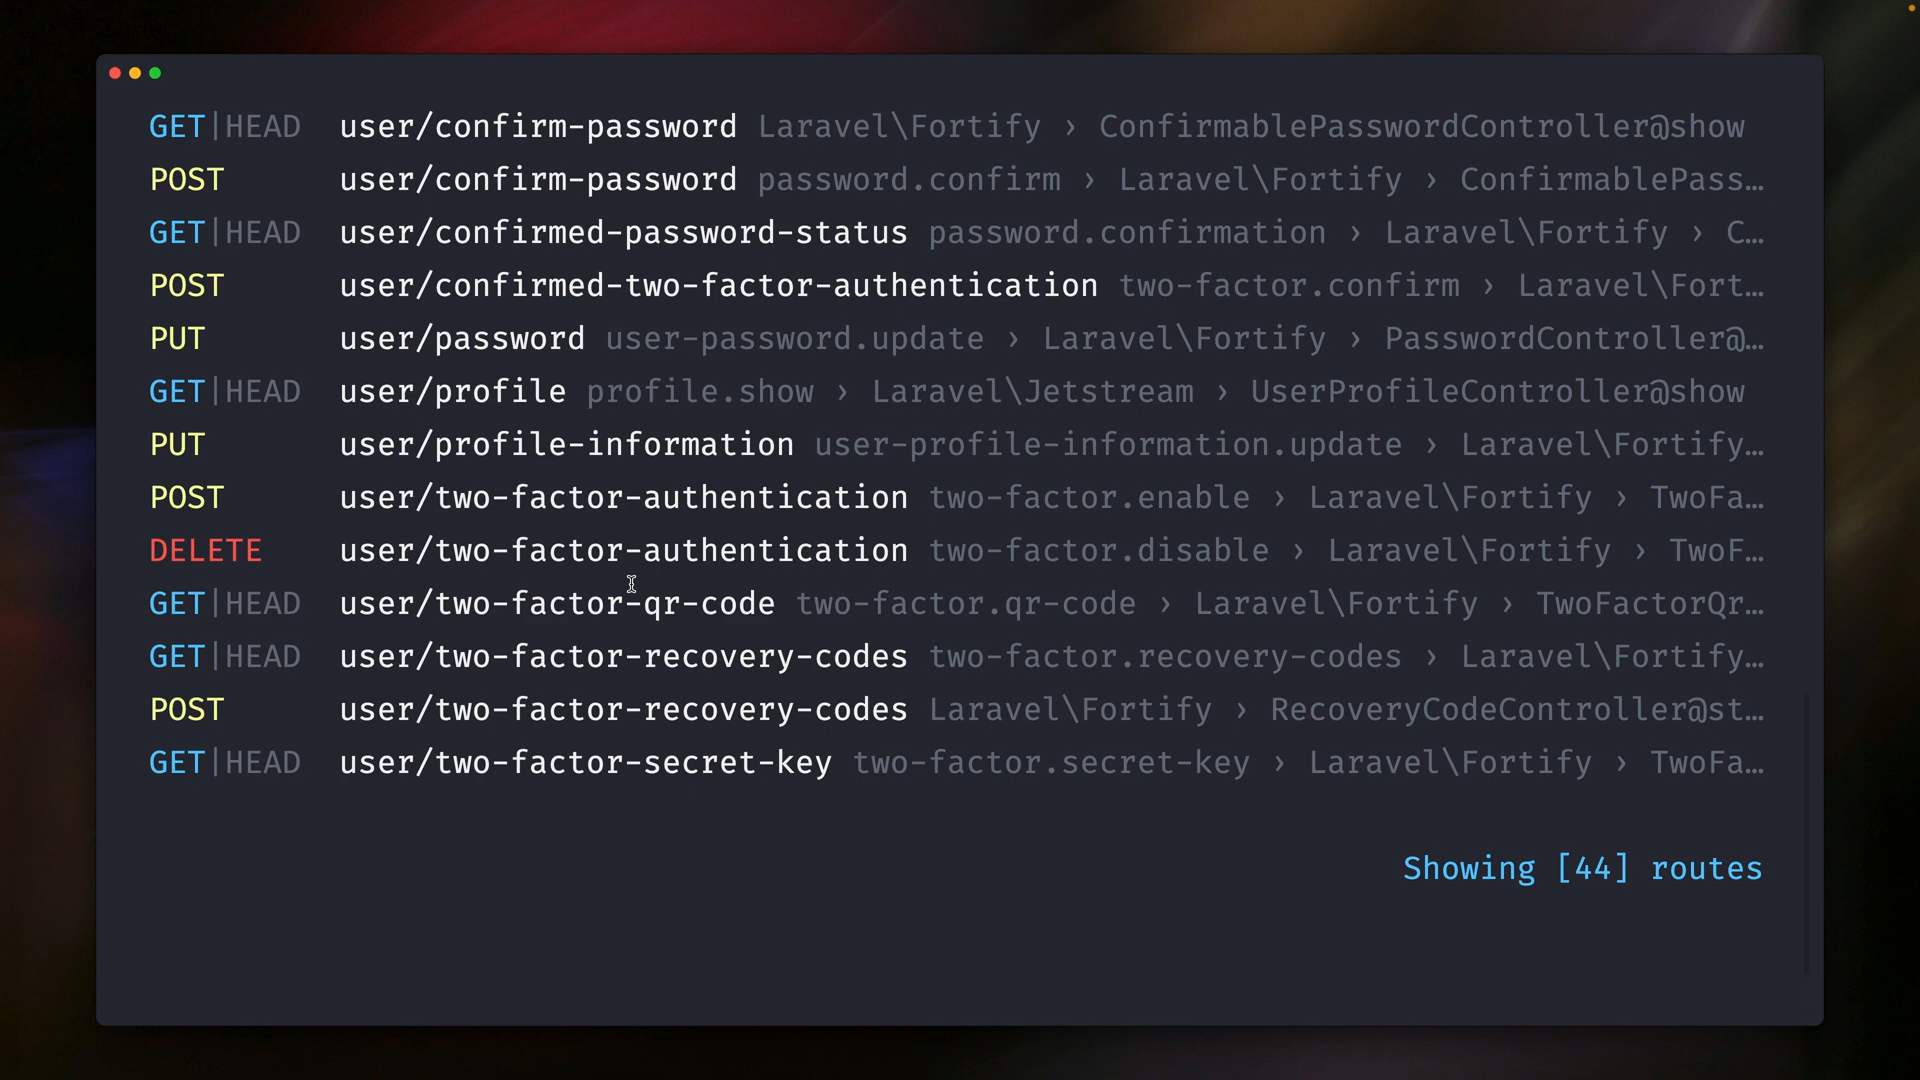 GET|HEAD user/confirm-password Laravel\Fortify › ConfirmablePasswordController@show
POST user/confirm-password password.confirm › Laravel\Fortify › ConfirmablePass…
GET|HEAD user/confirmed-password-status password.confirmation › Laravel\Fortify › C…
POST user/confirmed-two-factor-authentication two-factor.confirm › Laravel\Fort…
PUT user/password user-password.update › Laravel\Fortify › PasswordController@…
GET|HEAD user/profile profile.show › Laravel\Jetstream › UserProfileController@show
PUT user/profile-information user-profile-information.update › Laravel\Fortify…
POST user/two-factor-authentication two-factor.enable › Laravel\Fortify › TwoFa…
DELETE user/two-factor-authentication two-factor.disable › Laravel\Fortify › TwoF…
GET|HEAD user/two-factor-qr-code two-factor.qr-code › Laravel\Fortify › TwoFactorQr…
GET|HEAD user/two-factor-recovery-codes two-factor.recovery-codes › Laravel\Fortify…
POST user/two-factor-recovery-codes Laravel\Fortify › RecoveryCodeController@st…
GET|HEAD user/two-factor-secret-key two-factor.secret-key › Laravel\Fortify › TwoFa…
Showing [44] routes